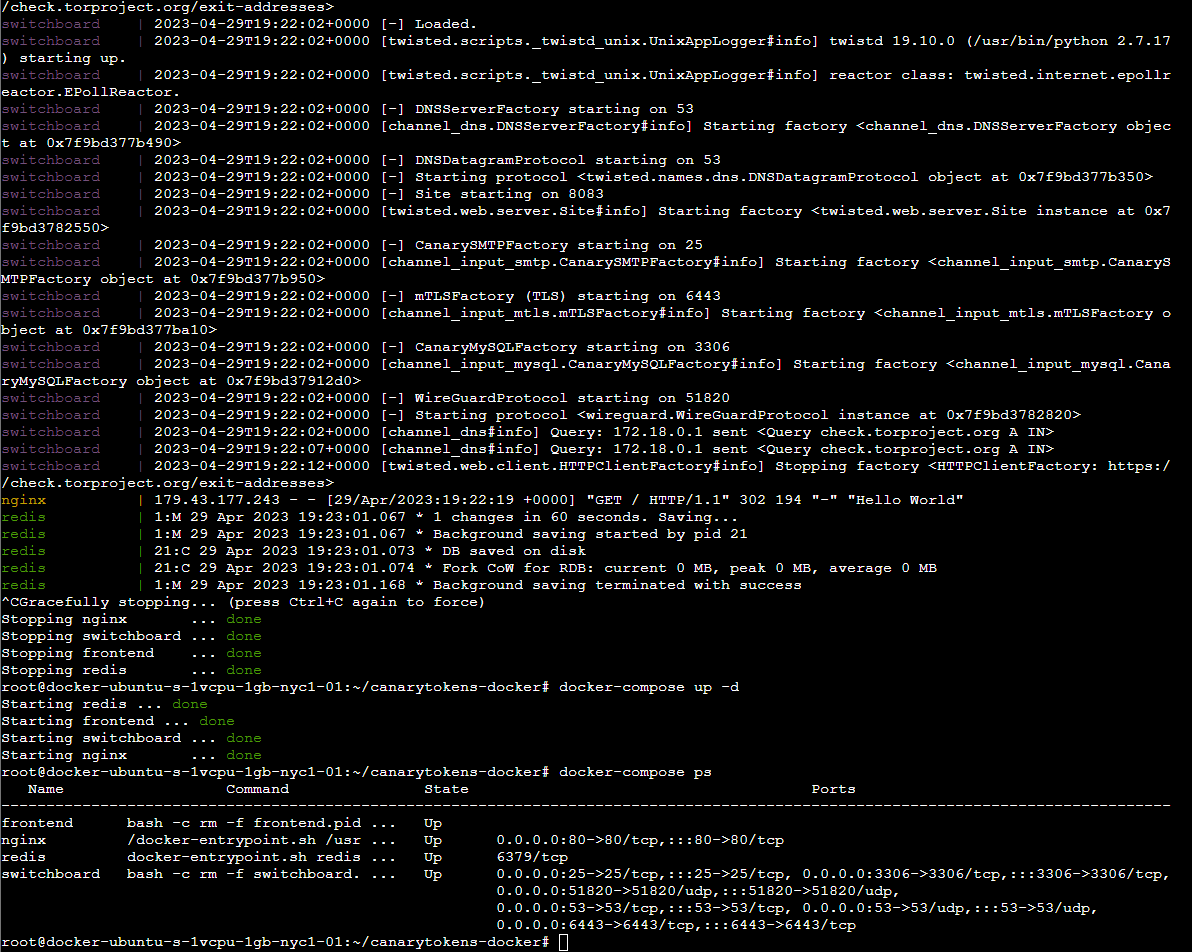 /check.torproject.org/exit-addresses>
switchboard    | 2023-04-29T19:22:02+0000 [-] Loaded.
switchboard    | 2023-04-29T19:22:02+0000 [twisted.scripts._twistd_unix.UnixAppLogger#info] twistd 19.10.0 (/usr/bin/python 2.7.17
) starting up.
switchboard    | 2023-04-29T19:22:02+0000 [twisted.scripts._twistd_unix.UnixAppLogger#info] reactor class: twisted.internet.epollr
eactor.EPollReactor.
switchboard    | 2023-04-29T19:22:02+0000 [-] DNSServerFactory starting on 53
switchboard    | 2023-04-29T19:22:02+0000 [channel_dns.DNSServerFactory#info] Starting factory <channel_dns.DNSServerFactory objec
t at 0x7f9bd377b490>
switchboard    | 2023-04-29T19:22:02+0000 [-] DNSDatagramProtocol starting on 53
switchboard    | 2023-04-29T19:22:02+0000 [-] Starting protocol <twisted.names.dns.DNSDatagramProtocol object at 0x7f9bd377b350>
switchboard    | 2023-04-29T19:22:02+0000 [-] Site starting on 8083
switchboard    | 2023-04-29T19:22:02+0000 [twisted.web.server.Site#info] Starting factory <twisted.web.server.Site instance at 0x7
f9bd3782550>
switchboard    | 2023-04-29T19:22:02+0000 [-] CanarySMTPFactory starting on 25
switchboard    | 2023-04-29T19:22:02+0000 [channel_input_smtp.CanarySMTPFactory#info] Starting factory <channel_input_smtp.CanaryS
MTPFactory object at 0x7f9bd377b950>
switchboard    | 2023-04-29T19:22:02+0000 [-] mTLSFactory (TLS) starting on 6443
switchboard    | 2023-04-29T19:22:02+0000 [channel_input_mtls.mTLSFactory#info] Starting factory <channel_input_mtls.mTLSFactory o
bject at 0x7f9bd377ba10>
switchboard    | 2023-04-29T19:22:02+0000 [-] CanaryMySQLFactory starting on 3306
switchboard    | 2023-04-29T19:22:02+0000 [channel_input_mysql.CanaryMySQLFactory#info] Starting factory <channel_input_mysql.Cana
ryMySQLFactory object at 0x7f9bd37912d0>
switchboard    | 2023-04-29T19:22:02+0000 [-] WireGuardProtocol starting on 51820
switchboard    | 2023-04-29T19:22:02+0000 [-] Starting protocol <wireguard.WireGuardProtocol instance at 0x7f9bd3782820>
switchboard    | 2023-04-29T19:22:02+0000 [channel_dns#info] Query: 172.18.0.1 sent <Query check.torproject.org A IN>
switchboard    | 2023-04-29T19:22:07+0000 [channel_dns#info] Query: 172.18.0.1 sent <Query check.torproject.org A IN>
switchboard    | 2023-04-29T19:22:12+0000 [twisted.web.client.HTTPClientFactory#info] Stopping factory <HTTPClientFactory: https:/
/check.torproject.org/exit-addresses>
nginx          | 179.43.177.243 - - [29/Apr/2023:19:22:19 +0000] "GET / HTTP/1.1" 302 194 "-" "Hello World"
redis          | 1:M 29 Apr 2023 19:23:01.067 * 1 changes in 60 seconds. Saving...
redis          | 1:M 29 Apr 2023 19:23:01.067 * Background saving started by pid 21
redis          | 21:C 29 Apr 2023 19:23:01.073 * DB saved on disk
redis          | 21:C 29 Apr 2023 19:23:01.074 * Fork CoW for RDB: current 0 MB, peak 0 MB, average 0 MB
redis          | 1:M 29 Apr 2023 19:23:01.168 * Background saving terminated with success
^CGracefully stopping... (press Ctrl+C again to force)
Stopping nginx       ... done
Stopping switchboard ... done
Stopping frontend    ... done
Stopping redis       ... done
root@docker-ubuntu-s-1vcpu-1gb-nyc1-01:~/canarytokens-docker# docker-compose up -d
Starting redis ... done
Starting frontend ... done
Starting switchboard ... done
Starting nginx       ... done
root@docker-ubuntu-s-1vcpu-1gb-nyc1-01:~/canarytokens-docker# docker-compose ps
   Name                  Command               State                                      Ports
----------------------------------------------------------------------------------------------------------------------------------
frontend      bash -c rm -f frontend.pid ...   Up
nginx         /docker-entrypoint.sh /usr ...   Up      0.0.0.0:80->80/tcp,:::80->80/tcp
redis         docker-entrypoint.sh redis ...   Up      6379/tcp
switchboard   bash -c rm -f switchboard. ...   Up      0.0.0.0:25->25/tcp,:::25->25/tcp, 0.0.0.0:3306->3306/tcp,:::3306->3306/tcp,
                                                       0.0.0.0:51820->51820/udp,:::51820->51820/udp,
                                                       0.0.0.0:53->53/tcp,:::53->53/tcp, 0.0.0.0:53->53/udp,:::53->53/udp,
                                                       0.0.0.0:6443->6443/tcp,:::6443->6443/tcp
root@docker-ubuntu-s-1vcpu-1gb-nyc1-01:~/canarytokens-docker#